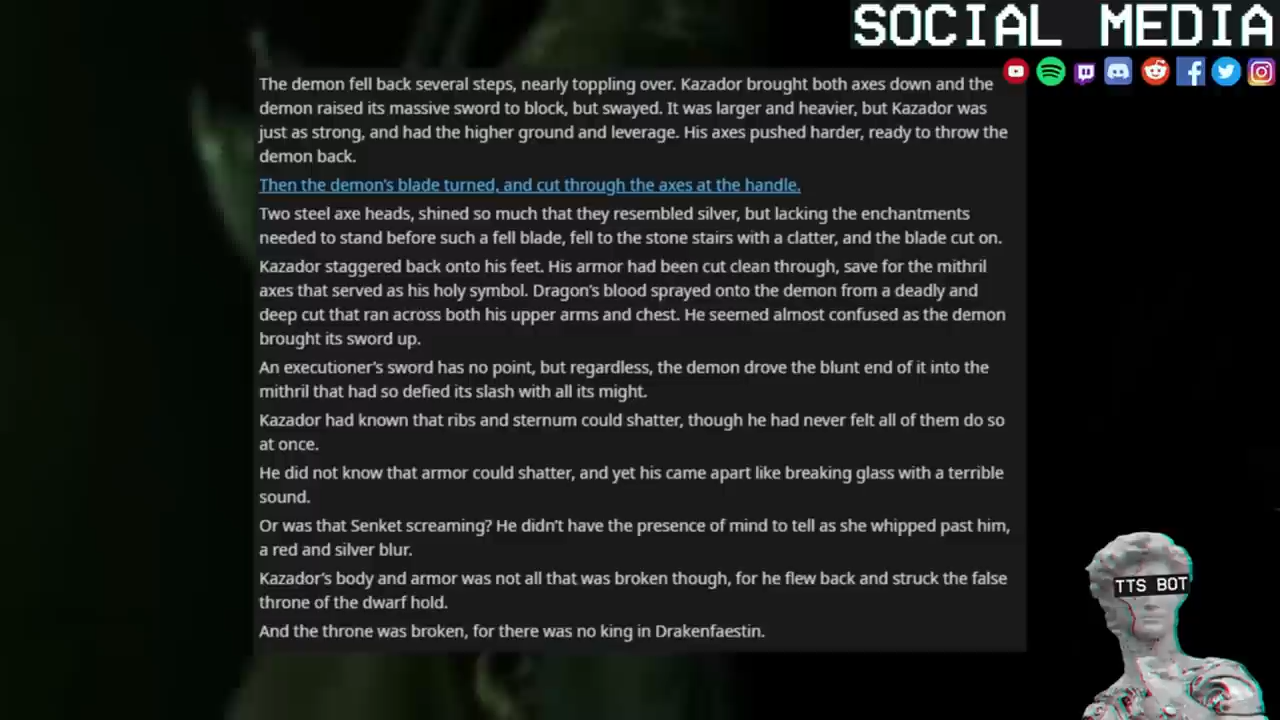 SOCIAL MEDIA
The demon fell back several steps, nearly toppling over. Kazador brought both axes down and the
demon raised its massive sword to block, but swayed. It was larger and heavier, but Kazador was
just as strong, and had the higher ground and leverage. His axes pushed harder, ready to throw the
demon back.
Then the demon's blade turned, and cut through the axes at the handle.
Two steel axe heads, shined so much that they resembled silver, but lacking the enchantments
needed to stand before such a fell blade, fell to the stone stairs with a clatter, and the blade cut on.
Kazador staggered back onto his feet. His armor had been cut clean through, save for the mithril
axes that served as his holy symbol. Dragon's blood sprayed onto the demon from a deadly and
deep cut that ran across both his upper arms and chest. He seemed almost confused as the demon
brought its sword up.
An executioner's sword has no point, but regardless, the demon drove the blunt end of it into the
mithril that had so defied its slash with all its might.
Kazador had known that ribs and sternum could shatter, though he had never felt all of them do so
at once.
He did not know that armor could shatter, and yet his came apart like breaking glass with a terrible
sound.
Or was that Senket screaming? He didn't have the presence of mind to tell as she whipped past him,
a red and silver blur.
Kazador's body and armor was not all that was broken though, for he flew back and struck the false
throne of the dwarf hold.
And the throne was broken, for there was no king in Drakenfaestin.
TTS BOT